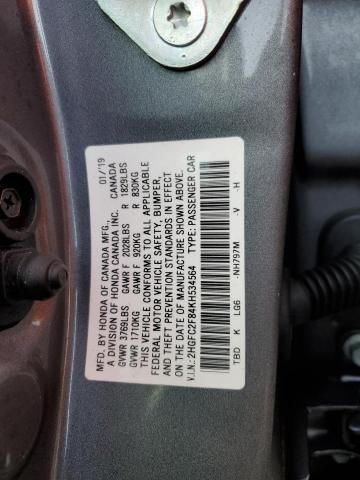 MFD. BY HONDA OF CANADA MFG., 01/19
A DIVISION OF HONDA CANADA INC. CANADA
GVWR 3769LBS GAWR F 2028LBS R 1829LBS
GVWR 1710KG GAWR F 920KG R 830KG
THIS VEHICLE CONFORMS TO ALL APPLICABLE
FEDERAL MOTOR VEHICLE SAFETY, BUMPER,
AND THEFT PREVENTION STANDARDS IN EFFECT
ON THE DATE OF MANUFACTURE SHOWN ABOVE.
V.I.N.: 2HGFC2F84KH534564 TYPE: PASSENGER CAR
TBD K LG6 -NH797M -V -H